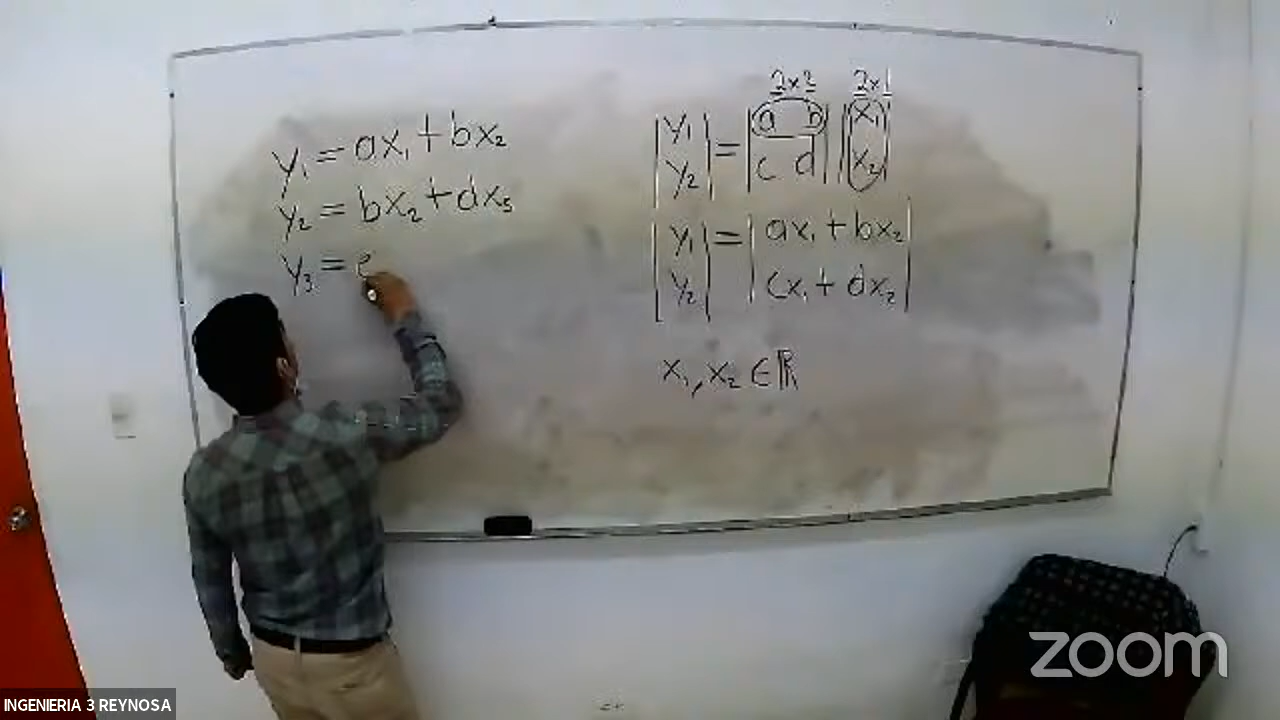 y₁ = ax₁ + bx₂
y₂ = bx₂ + dx₃
y₃ = e
2x2 2x1
|y₁| = |a b| |x₁|
|y₂| |c d| |x₂|
|y₁| = |ax₁ + bx₂|
|y₂| |cx₁ + dx₂|
x₁, x₂ ∈ ℝ
zoom
INGENIERIA 3 REYNOSA